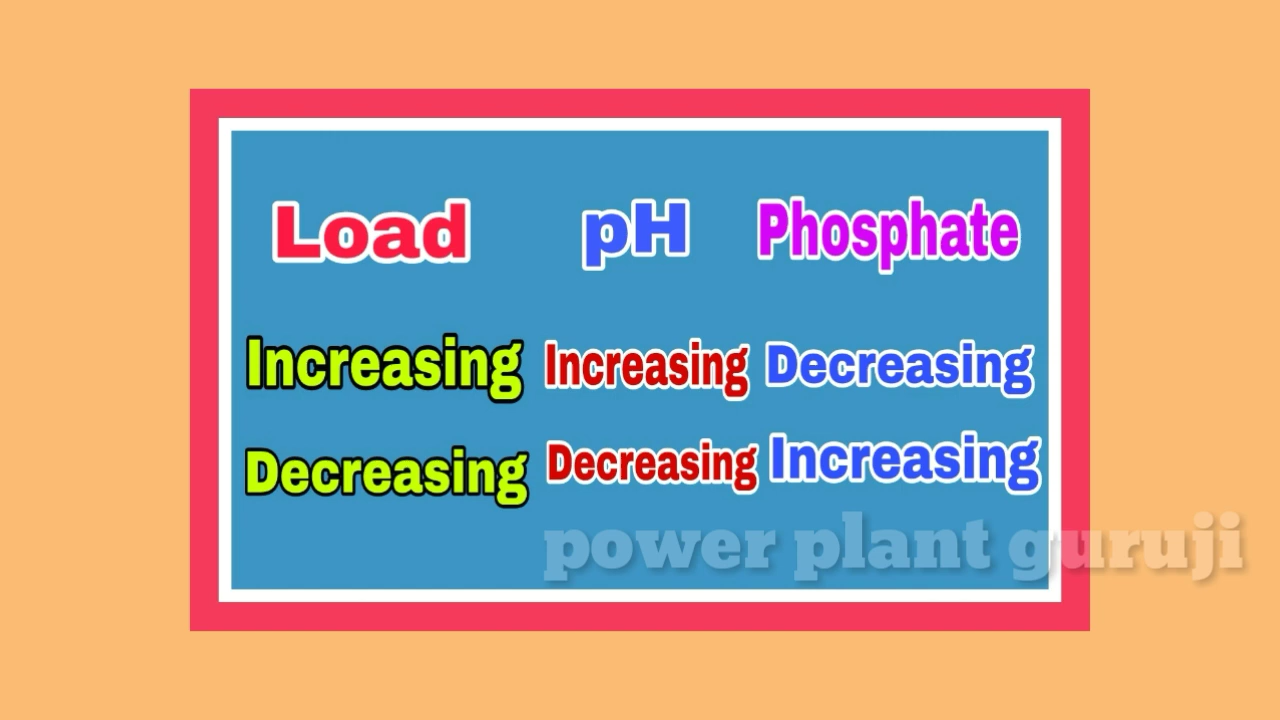 Load pH Phosphate
Increasing Increasing Decreasing
Decreasing Decreasing Increasing
power plant guruji